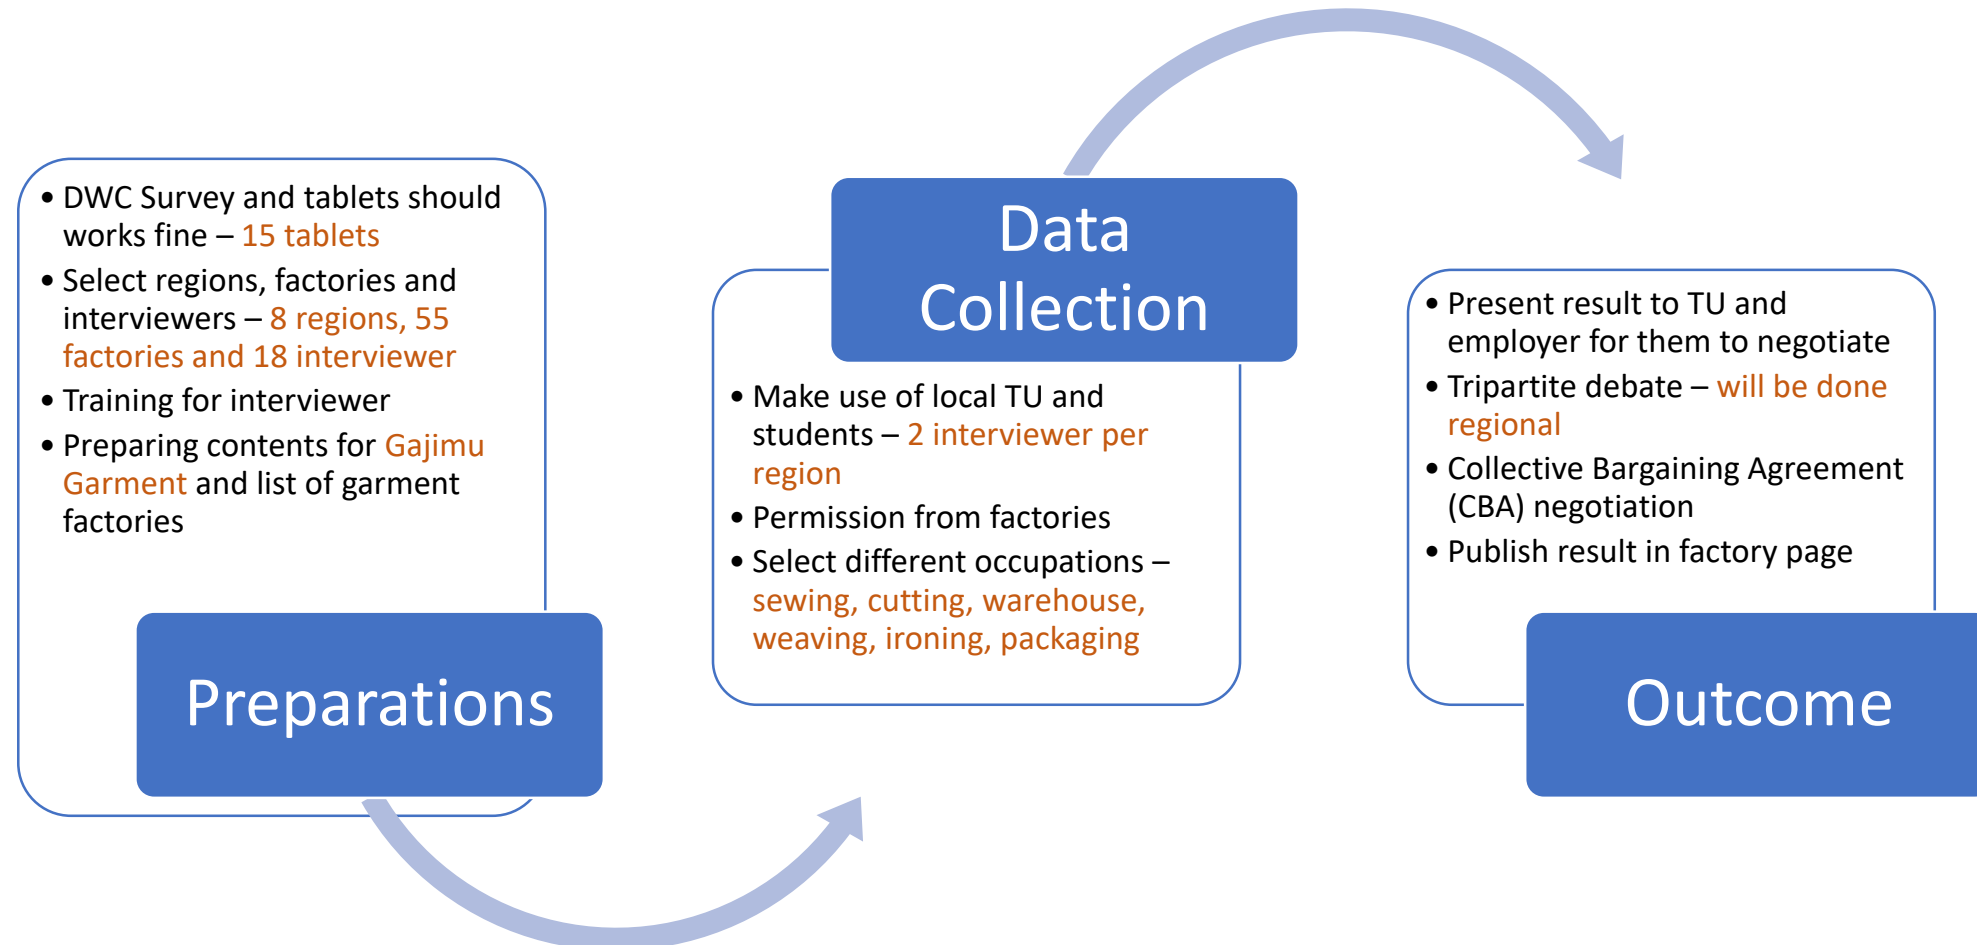 • DWC Survey and tablets should
works fine – 15 tablets
• Select regions, factories and
interviewers – 8 regions, 55
factories and 18 interviewer
• Training for interviewer
• Preparing contents for Gajimu
Garment and list of garment
factories
Preparations
Data
Collection
• Make use of local TU and
students – 2 interviewer per
region
• Permission from factories
• Select different occupations –
sewing, cutting, warehouse,
weaving, ironing, packaging
• Present result to TU and
employer for them to negotiate
• Tripartite debate – will be done
regional
• Collective Bargaining Agreement
(CBA) negotiation
• Publish result in factory page
Outcome